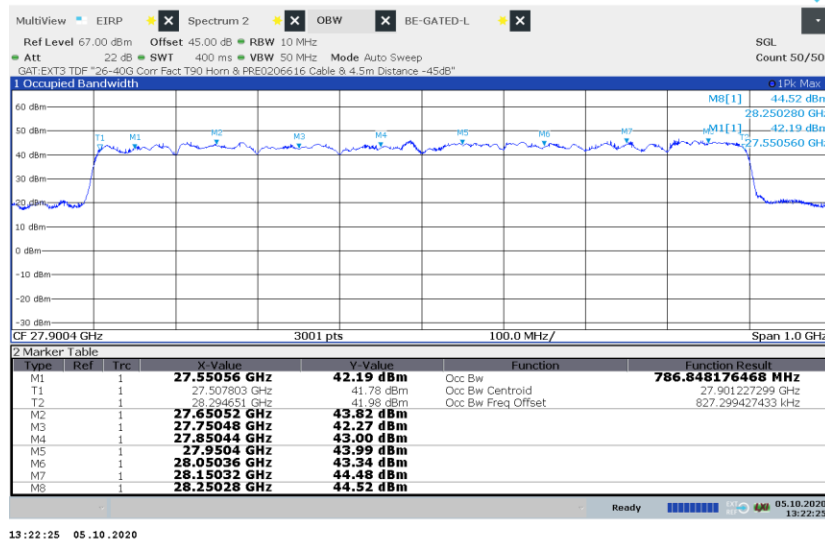 MultiView EIRP Spectrum 2 OBW BE-GATED-L
Ref Level 67.00 dBm Offset 45.00 dB RBW 10 MHz SGL
Att 22 dB SWT 400 ms VBW 50 MHz Mode Auto Sweep Count 50/50
GAT:EXT3 TDF "26-40G Corr Fact T90 Horn & PRE0206616 Cable & 4.5m Distance -45dB"
1 Occupied Bandwidth 1Pk Max
M8[1] 44.52 dBm
60 dBm
28.250280 GHz
50 dBm
M1[1] 42.19 dBm
27.550560 GHz
T1 M1 M2 M3 M4 M5 M6 M7
40 dBm
30 dBm
20 dBm
10 dBm
0 dBm
-10 dBm
-20 dBm
-30 dBm
CF 27.9004 GHz 3001 pts 100.0 MHz/ Span 1.0 GHz
2 Marker Table
Type Ref Trc X-Value Y-Value Function Function Result
M1 1 27.55056 GHz 42.19 dBm Occ Bw 786.848176468 MHz
T1 1 27.507803 GHz 41.78 dBm Occ Bw Centroid 27.901227299 GHz
T2 1 28.294651 GHz 41.98 dBm Occ Bw Freq Offset 827.299427433 kHz
M2 1 27.65052 GHz 43.82 dBm
M3 1 27.75048 GHz 42.27 dBm
M4 1 27.85044 GHz 43.00 dBm
M5 1 27.9504 GHz 43.99 dBm
M6 1 28.05036 GHz 43.34 dBm
M7 1 28.15032 GHz 44.48 dBm
M8 1 28.25028 GHz 44.52 dBm
Ready EXT REF LXI 05.10.2020
13:22:25
13:22:25 05.10.2020